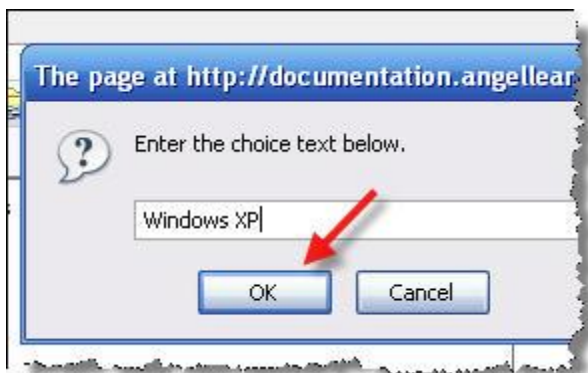 The page at http://documentation.angellear
?
Enter the choice text below.
Windows XP
OK Cancel